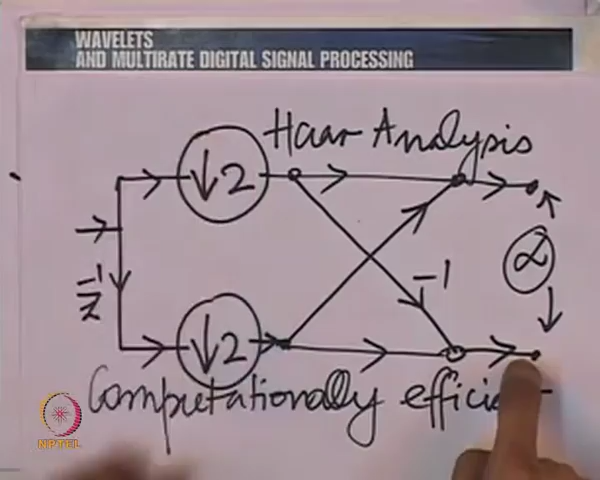 WAVELETS
AND MULTIRATE DIGITAL SIGNAL PROCESSING
Haar Analysis
↓2
α
-1
z⁻¹
↓2
Computationally
NPTEL